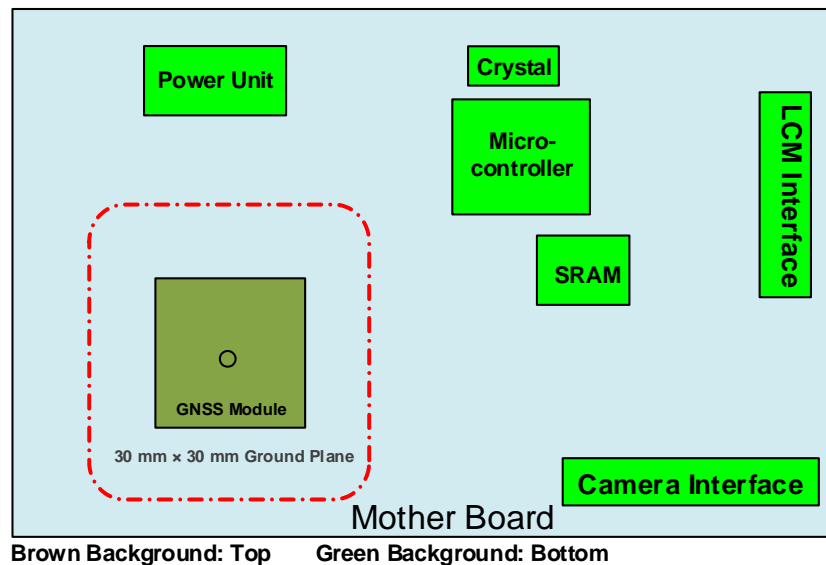 Power Unit
Crystal
Micro-
controller
LCM Interface
SRAM
GNSS Module
30 mm × 30 mm Ground Plane
Camera Interface
Mother Board
Brown Background: Top Green Background: Bottom